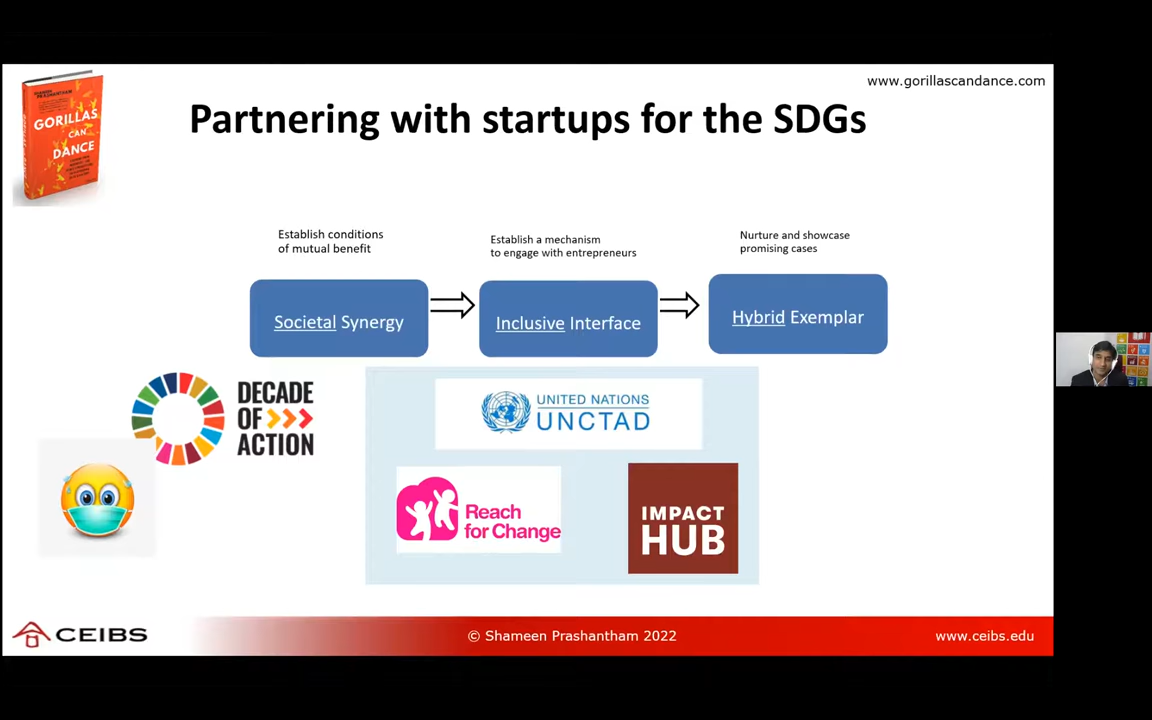 www.gorillascandance.com
GORILLAS
CAN
DANCE
Partnering with startups for the SDGs
Establish conditions
of mutual benefit
Establish a mechanism
to engage with entrepreneurs
Nurture and showcase
promising cases
Societal Synergy
Inclusive Interface
Hybrid Exemplar
DECADE
OF
ACTION
UNITED NATIONS
UNCTAD
Reach
for Change
IMPACT
HUB
CEIBS
© Shameen Prashantham 2022
www.ceibs.edu